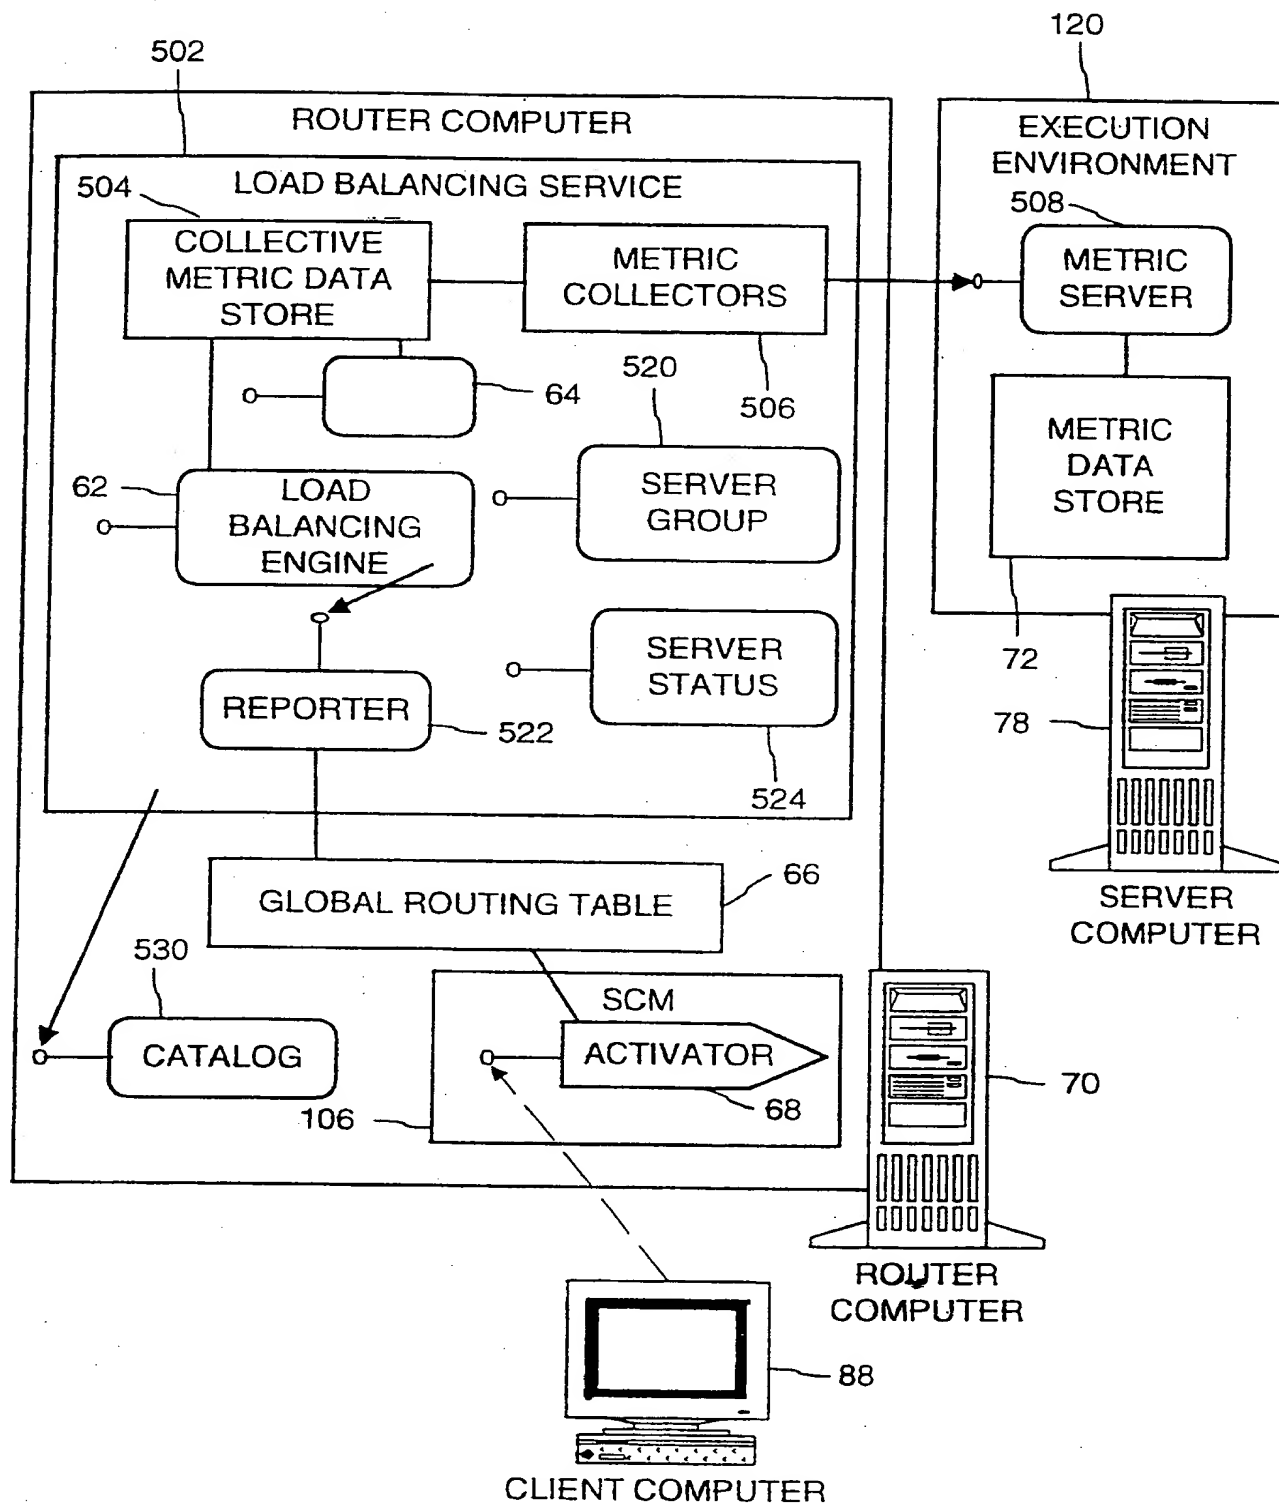 120
502
ROUTER COMPUTER
EXECUTION
ENVIRONMENT
LOAD BALANCING SERVICE
504
508
COLLECTIVE
METRIC DATA
STORE
METRIC
COLLECTORS
METRIC
SERVER
64
520
506
METRIC
DATA
STORE
62
LOAD
BALANCING
ENGINE
SERVER
GROUP
72
SERVER
STATUS
REPORTER
522
78
524
66
GLOBAL ROUTING TABLE
SERVER
COMPUTER
530
SCM
CATALOG
ACTIVATOR
70
68
106
ROUTER
COMPUTER
88
CLIENT COMPUTER